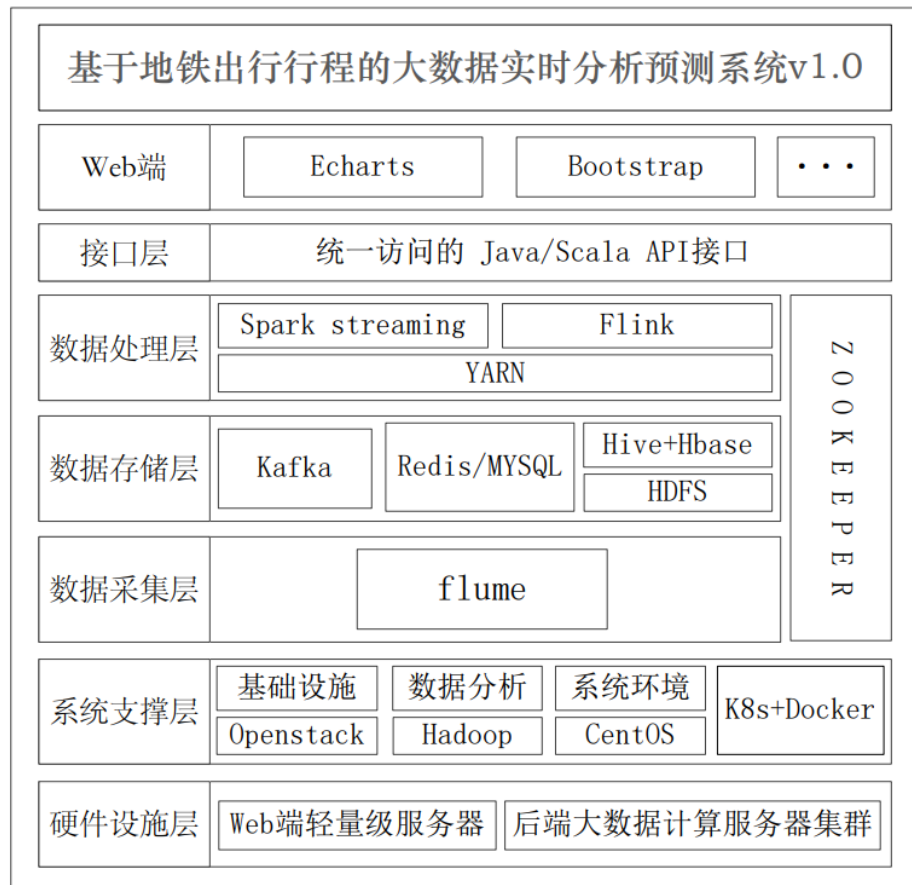 基于地铁出行行程的大数据实时分析预测系统v1.0
Web端
Echarts
Bootstrap
···
接口层
统一访问的 Java/Scala API接口
数据处理层
Spark streaming
Flink
YARN
ZOOKEEPER
数据存储层
Kafka
Redis/MYSQL
Hive+Hbase
HDFS
数据采集层
flume
系统支撑层
基础设施
数据分析
系统环境
K8s+Docker
Openstack
Hadoop
CentOS
硬件设施层
Web端轻量级服务器
后端大数据计算服务器集群